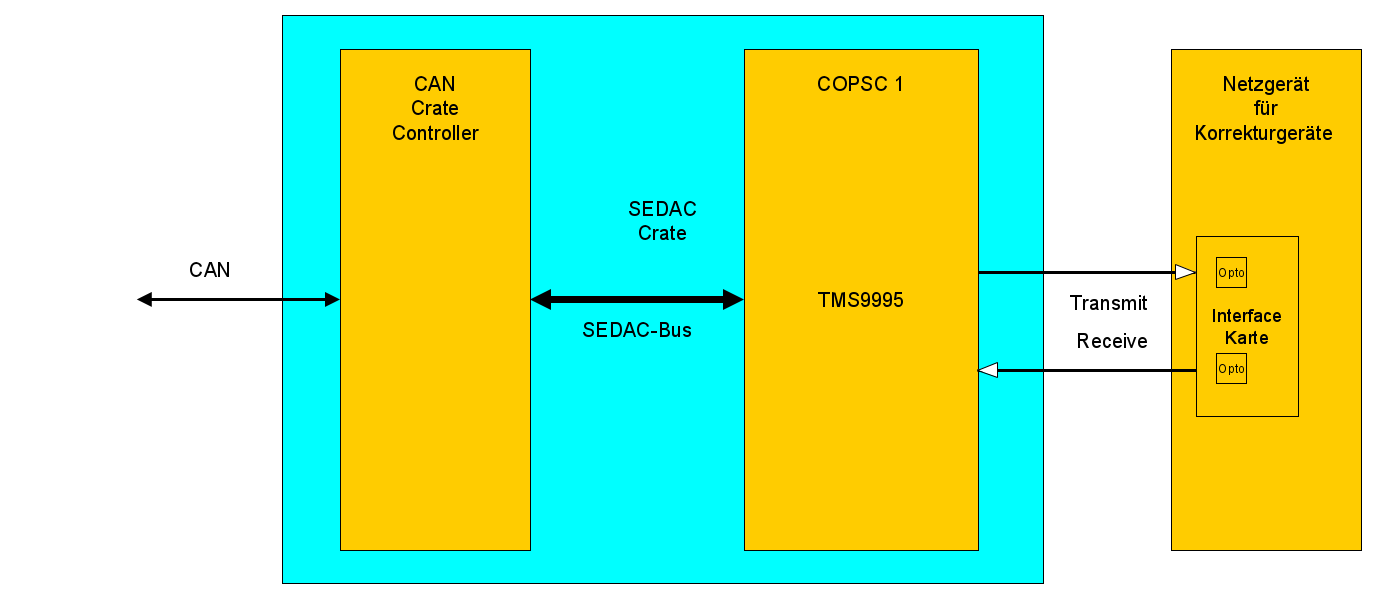 CAN
Crate
Controller
COPSC 1
Netzgerät
für
Korrekturgeräte
SEDAC
Crate
CAN
SEDAC-Bus
TMS9995
Transmit
Receive
Opto
Interface
Karte
Opto